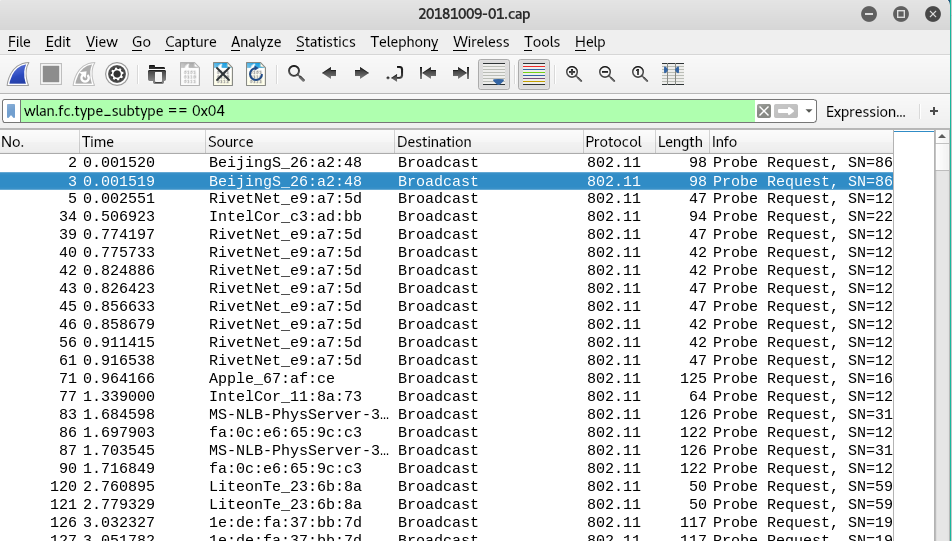 20181009-01.cap
File Edit View Go Capture Analyze Statistics Telephony Wireless Tools Help
wlan.fc.type_subtype == 0x04 Expression... +
No. Time Source Destination Protocol Length Info
2 0.001520 BeijingS_26:a2:48 Broadcast 802.11 98 Probe Request, SN=86
3 0.001519 BeijingS_26:a2:48 Broadcast 802.11 98 Probe Request, SN=86
5 0.002551 RivetNet_e9:a7:5d Broadcast 802.11 47 Probe Request, SN=12
34 0.506923 IntelCor_c3:ad:bb Broadcast 802.11 94 Probe Request, SN=22
39 0.774197 RivetNet_e9:a7:5d Broadcast 802.11 47 Probe Request, SN=12
40 0.775733 RivetNet_e9:a7:5d Broadcast 802.11 42 Probe Request, SN=12
42 0.824886 RivetNet_e9:a7:5d Broadcast 802.11 42 Probe Request, SN=12
43 0.826423 RivetNet_e9:a7:5d Broadcast 802.11 47 Probe Request, SN=12
45 0.856633 RivetNet_e9:a7:5d Broadcast 802.11 47 Probe Request, SN=12
46 0.858679 RivetNet_e9:a7:5d Broadcast 802.11 42 Probe Request, SN=12
56 0.911415 RivetNet_e9:a7:5d Broadcast 802.11 42 Probe Request, SN=12
61 0.916538 RivetNet_e9:a7:5d Broadcast 802.11 47 Probe Request, SN=12
71 0.964166 Apple_67:af:ce Broadcast 802.11 125 Probe Request, SN=16
77 1.339000 IntelCor_11:8a:73 Broadcast 802.11 64 Probe Request, SN=12
83 1.684598 MS-NLB-PhysServer-3… Broadcast 802.11 126 Probe Request, SN=31
86 1.697903 fa:0c:e6:65:9c:c3 Broadcast 802.11 122 Probe Request, SN=12
87 1.703545 MS-NLB-PhysServer-3… Broadcast 802.11 126 Probe Request, SN=31
90 1.716849 fa:0c:e6:65:9c:c3 Broadcast 802.11 122 Probe Request, SN=12
120 2.760895 LiteonTe_23:6b:8a Broadcast 802.11 50 Probe Request, SN=59
121 2.779329 LiteonTe_23:6b:8a Broadcast 802.11 50 Probe Request, SN=59
126 3.032327 1e:de:fa:37:bb:7d Broadcast 802.11 117 Probe Request, SN=19
127 3.051782 1e:de:fa:37:bb:7d Broadcast 802.11 117 Probe Request, SN=19